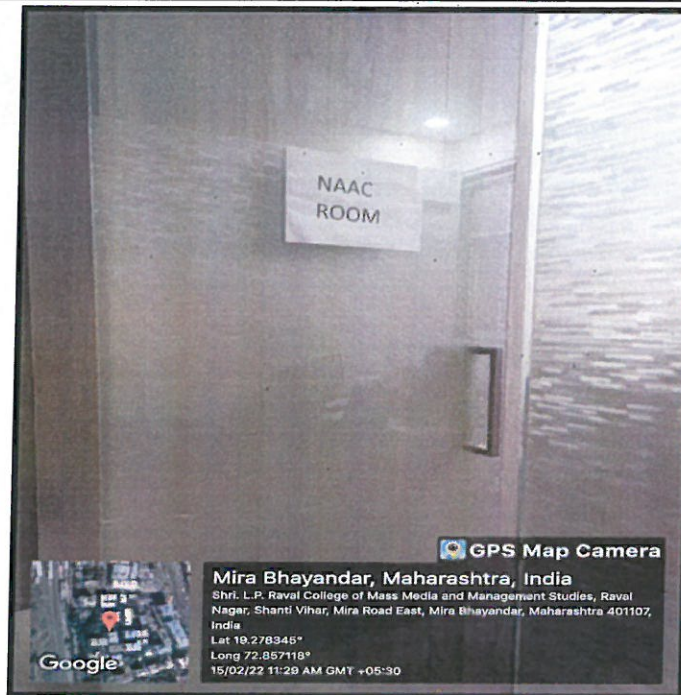 NAAC
ROOM
GPS Map Camera
Mira Bhayandar, Maharashtra, India
Shri. L.P. Raval College of Mass Media and Management Studies, Raval
Nagar, Shanti Vihar, Mira Road East, Mira Bhayandar, Maharashtra 401107,
India
Lat 19.278345°
Long 72.857118°
15/02/22 11:29 AM GMT +05:30
Google